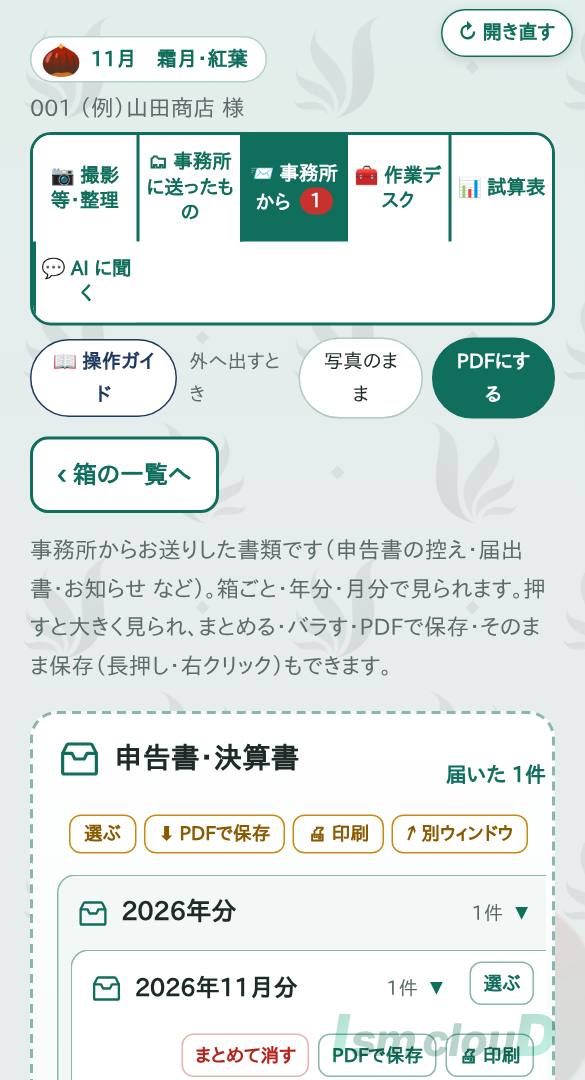 ↻ 開き直す
11月 霜月・紅葉
001 (例)山田商店 様
撮影等・整理
事務所に送ったもの
事務所から 1
作業デスク
試算表
AI に聞く
操作ガイド
外へ出すとき
写真のまま
PDFにする
‹ 箱の一覧へ
事務所からお送りした書類です(申告書の控え・届出
書・お知らせ など)。箱ごと・年分・月分で見られます。押
すと大きく見られ、まとめる・バラす・PDFで保存・そのま
ま保存(長押し・右クリック)もできます。
申告書・決算書
届いた 1件
選ぶ
⬇ PDFで保存
印刷
↗ 別ウィンドウ
2026年分
1件 ▼
2026年11月分
1件 ▼
選ぶ
まとめて消す
PDFで保存
印刷
Ism clouD